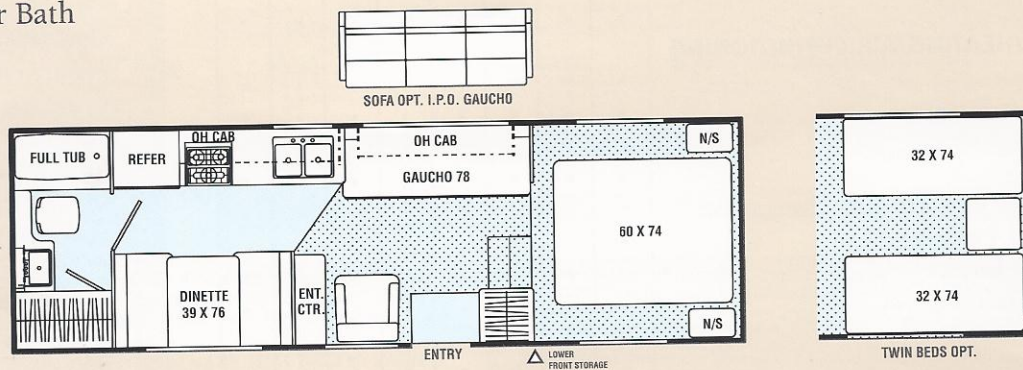 r Bath
SOFA OPT. I.P.O. GAUCHO
FULL TUB
REFER
OH CAB
OH CAB
GAUCHO 78
N/S
60 X 74
N/S
DINETTE
39 X 76
ENT.
CTR.
ENTRY
LOWER
FRONT STORAGE
32 X 74
32 X 74
TWIN BEDS OPT.